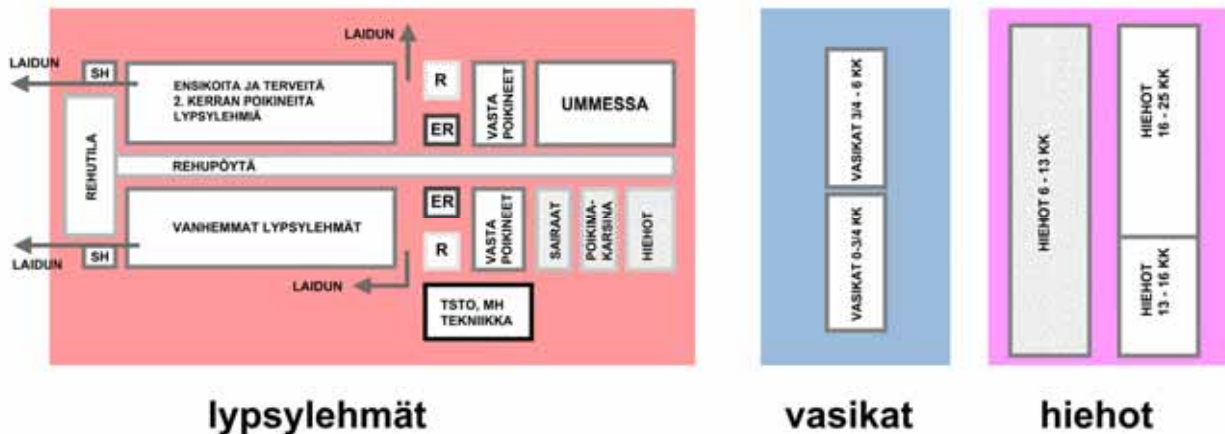 LAIDUN
LAIDUN
SH
ENSIKOITA JA TERVEITÄ
2. KERRAN POIKINEITA
LYPSYLEHMIÄ
R
ER
VASTA
POIKINEET
UMMESSA
REHUTILA
REHUPÖYTÄ
VANHEMMAT LYPSYLEHMÄT
ER
R
VASTA
POIKINEET
SAIRAAT
POIKIMA-
KARSINA
HIEHOT
SH
LAIDUN
LAIDUN
TSTO, MH
TEKNIIKKA
VASIKAT 3/4 - 6 KK
VASIKAT 0-3/4 KK
HIEHOT 6 - 13 KK
HIEHOT
16 - 25 KK
HIEHOT
13 - 16 KK
lypsylehmät
vasikat
hiehot